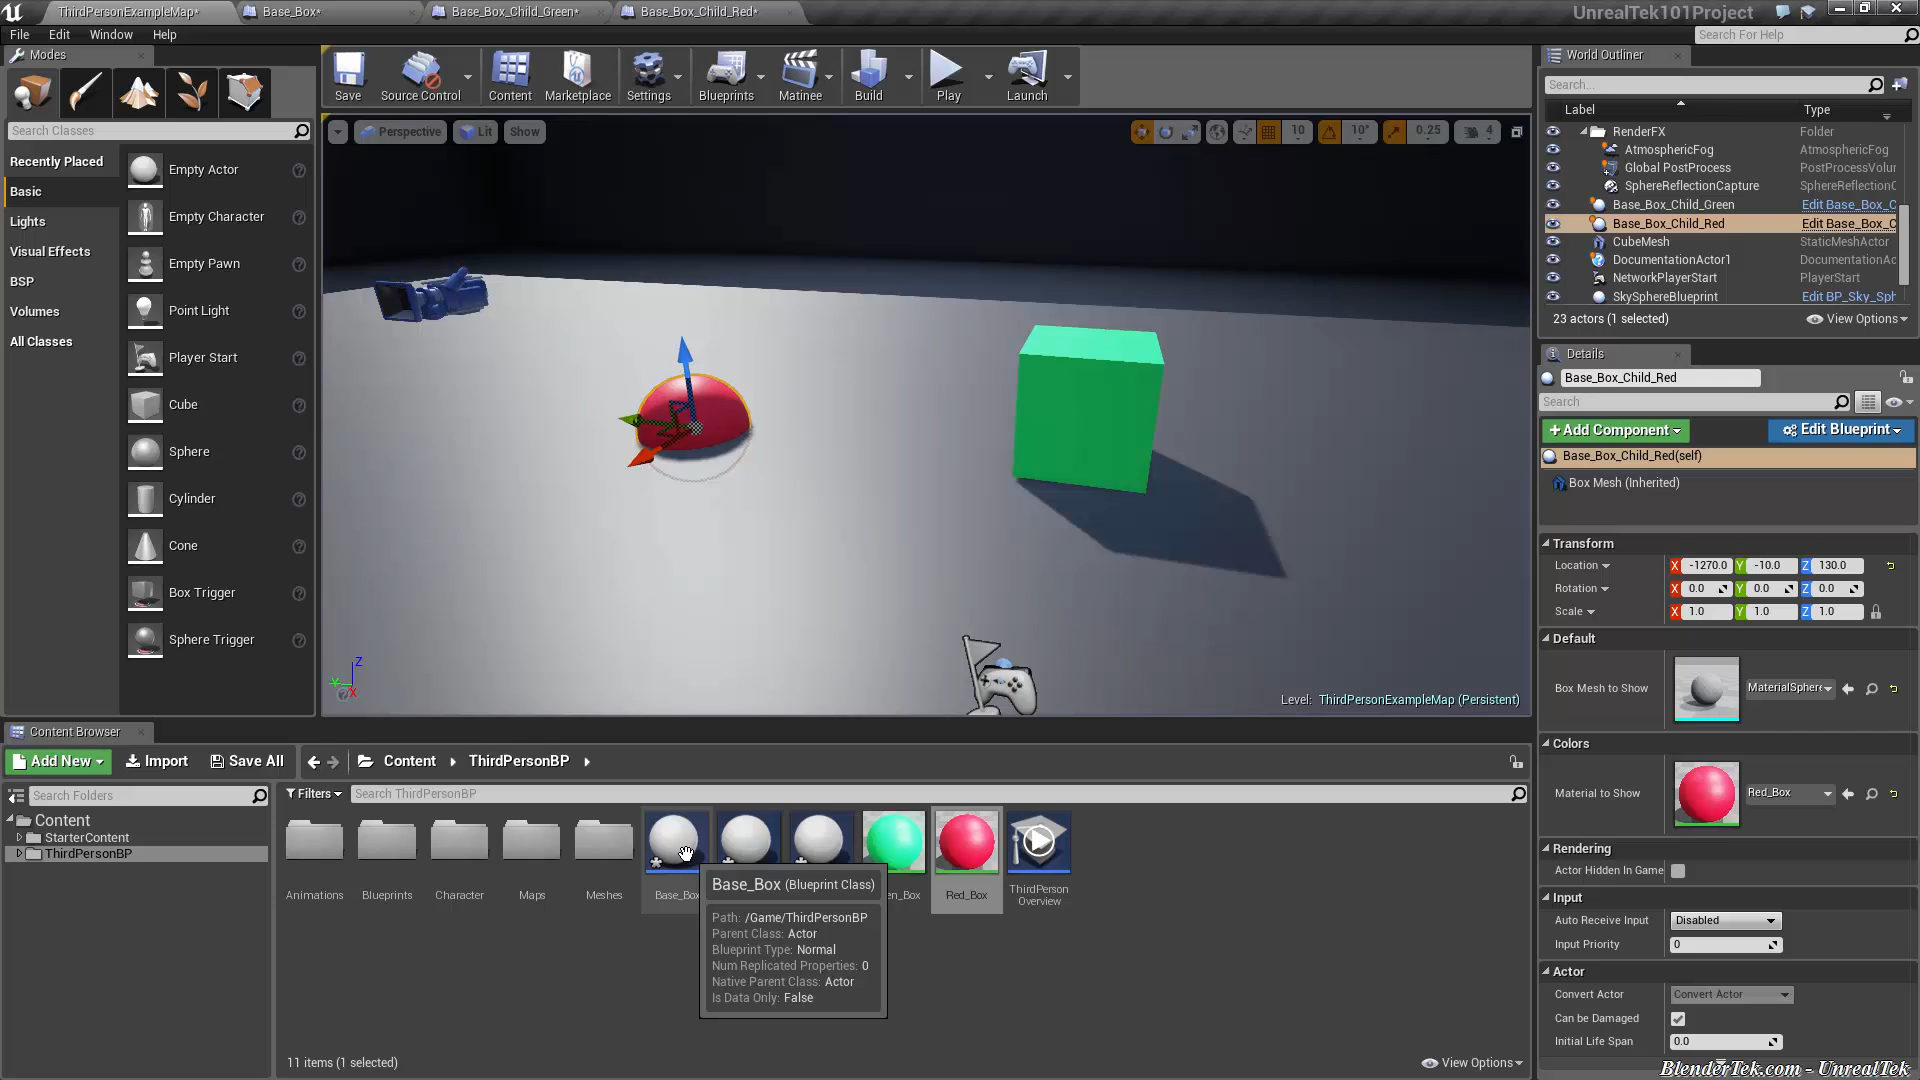 ThirdPersonExampleMap*
Base_Box*
Base_Box_Child_Green*
Base_Box_Child_Red*
UnrealTek101Project
File Edit Window Help
Search For Help
Modes
Search Classes
Recently Placed
Basic
Lights
Visual Effects
BSP
Volumes
All Classes
Empty Actor
Empty Character
Empty Pawn
Point Light
Player Start
Cube
Sphere
Cylinder
Cone
Box Trigger
Sphere Trigger
Save
Source Control
Content
Marketplace
Settings
Blueprints
Matinee
Build
Play
Launch
Perspective
Lit
Show
10
10°
0.25
4
Z
Y
X
Level: ThirdPersonExampleMap (Persistent)
World Outliner
Search...
Label Type
RenderFX Folder
AtmosphericFog AtmosphericFog
Global PostProcess PostProcessVolur
SphereReflectionCapture SphereReflectionC
Base_Box_Child_Green Edit Base_Box_C
Base_Box_Child_Red Edit Base_Box_C
CubeMesh StaticMeshActor
DocumentationActor1 DocumentationAc
NetworkPlayerStart PlayerStart
SkySphereBlueprint Edit BP_Sky_Sph
23 actors (1 selected)
View Options
Details
Base_Box_Child_Red
Search
+Add Component
Edit Blueprint
Base_Box_Child_Red(self)
Box Mesh (Inherited)
Transform
Location X -1270.0 Y -10.0 Z 130.0
Rotation X 0.0 Y 0.0 Z 0.0
Scale X 1.0 Y 1.0 Z 1.0
Default
Box Mesh to Show
MaterialSphere
Colors
Material to Show
Red_Box
Rendering
Actor Hidden In Game
Input
Auto Receive Input Disabled
Input Priority 0
Actor
Convert Actor Convert Actor
Can be Damaged
Initial Life Span 0.0
Content Browser
Add New
Import
Save All
Content
ThirdPersonBP
Search Folders
Content
StarterContent
ThirdPersonBP
Filters
Search ThirdPersonBP
Animations
Blueprints
Character
Maps
Meshes
Base_Box
en_Box
Red_Box
ThirdPerson
Overview
Base_Box (Blueprint Class)
Path: /Game/ThirdPersonBP
Parent Class: Actor
Blueprint Type: Normal
Num Replicated Properties: 0
Native Parent Class: Actor
Is Data Only: False
11 items (1 selected)
View Options
BlenderTek.com - UnrealTek